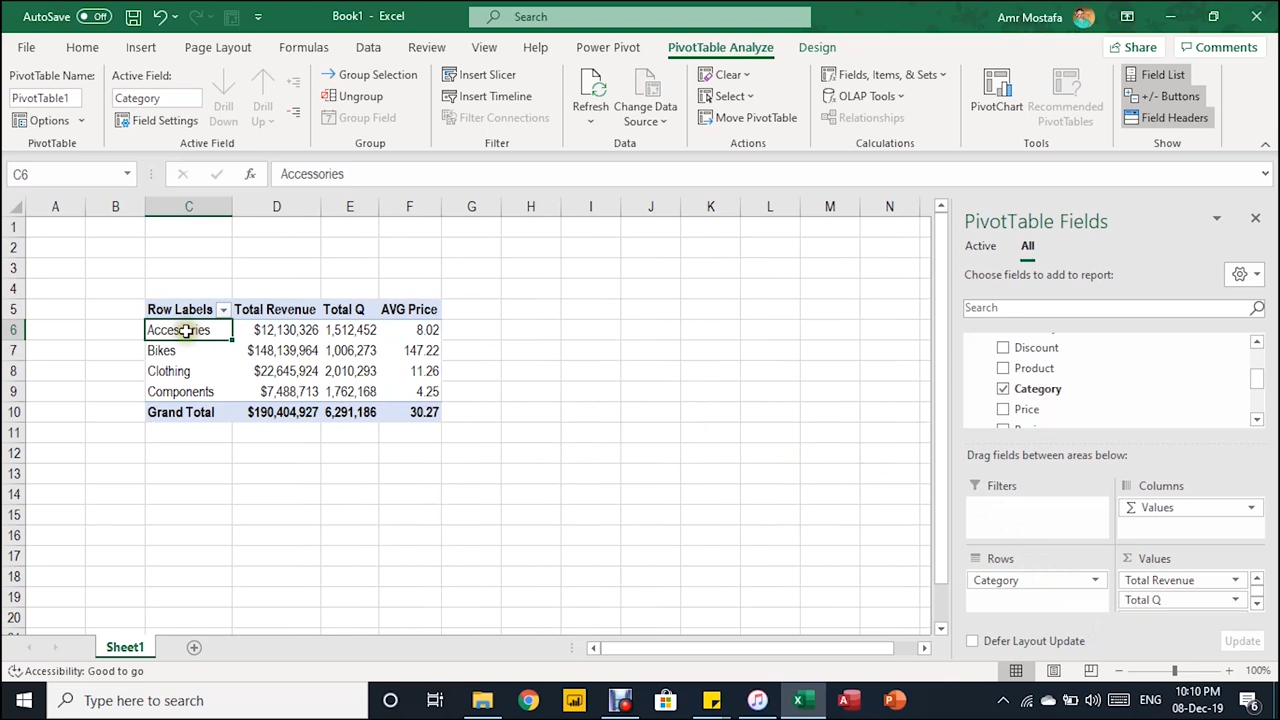 AutoSave Off Book1 - Excel Search Amr Mostafa
File Home Insert Page Layout Formulas Data Review View Help Power Pivot PivotTable Analyze Design Share Comments
PivotTable Name:
PivotTable1
Options
PivotTable
Active Field:
Category
Field Settings
Drill Down
Drill Up
Active Field
Group Selection
Ungroup
Group Field
Group
Insert Slicer
Insert Timeline
Filter Connections
Filter
Refresh
Change Data Source
Data
Clear
Select
Move PivotTable
Actions
Fields, Items, & Sets
OLAP Tools
Relationships
Calculations
PivotChart
Recommended PivotTables
Tools
Field List
+/- Buttons
Field Headers
Show
C6 fx Accessories
A B C D E F G H I J K L M N
1
2
3
4
5 Row Labels Total Revenue Total Q AVG Price
6 Accessories $12,130,326 1,512,452 8.02
7 Bikes $148,139,964 1,006,273 147.22
8 Clothing $22,645,924 2,010,293 11.26
9 Components $7,488,713 1,762,168 4.25
10 Grand Total $190,404,927 6,291,186 30.27
11
12
13
14
15
16
17
18
19
20
PivotTable Fields
Active All
Choose fields to add to report:
Search
Discount
Product
Category
Price
Drag fields between areas below:
Filters
Columns
Values
Rows
Category
Values
Total Revenue
Total Q
Defer Layout Update Update
Sheet1
Accessibility: Good to go 100%
Type here to search
ENG
10:10 PM
08-Dec-19
6